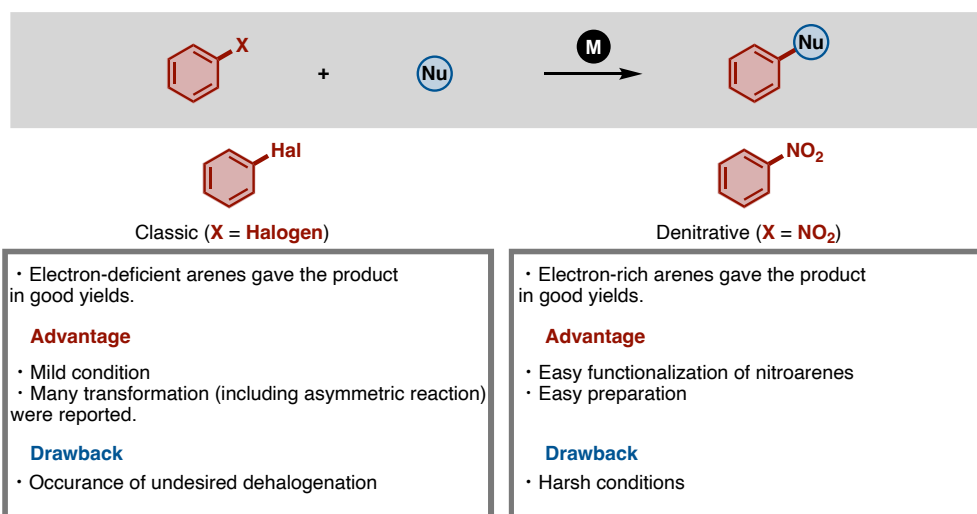 X
+
Nu
M
Nu
Hal
NO2
Classic (X = Halogen)
Denitrative (X = NO2)
・Electron-deficient arenes gave the product
in good yields.
Advantage
・Mild condition
・Many transformation (including asymmetric reaction)
were reported.
Drawback
・Occurance of undesired dehalogenation
・Electron-rich arenes gave the product
in good yields.
Advantage
・Easy functionalization of nitroarenes
・Easy preparation
Drawback
・Harsh conditions